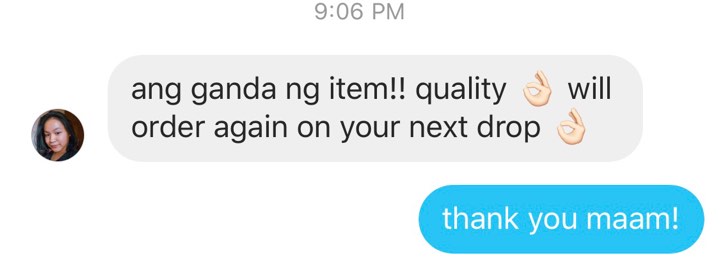 9:06 PM
ang ganda ng item!! quality 👌🏻 will
order again on your next drop 👌🏻
thank you maam!